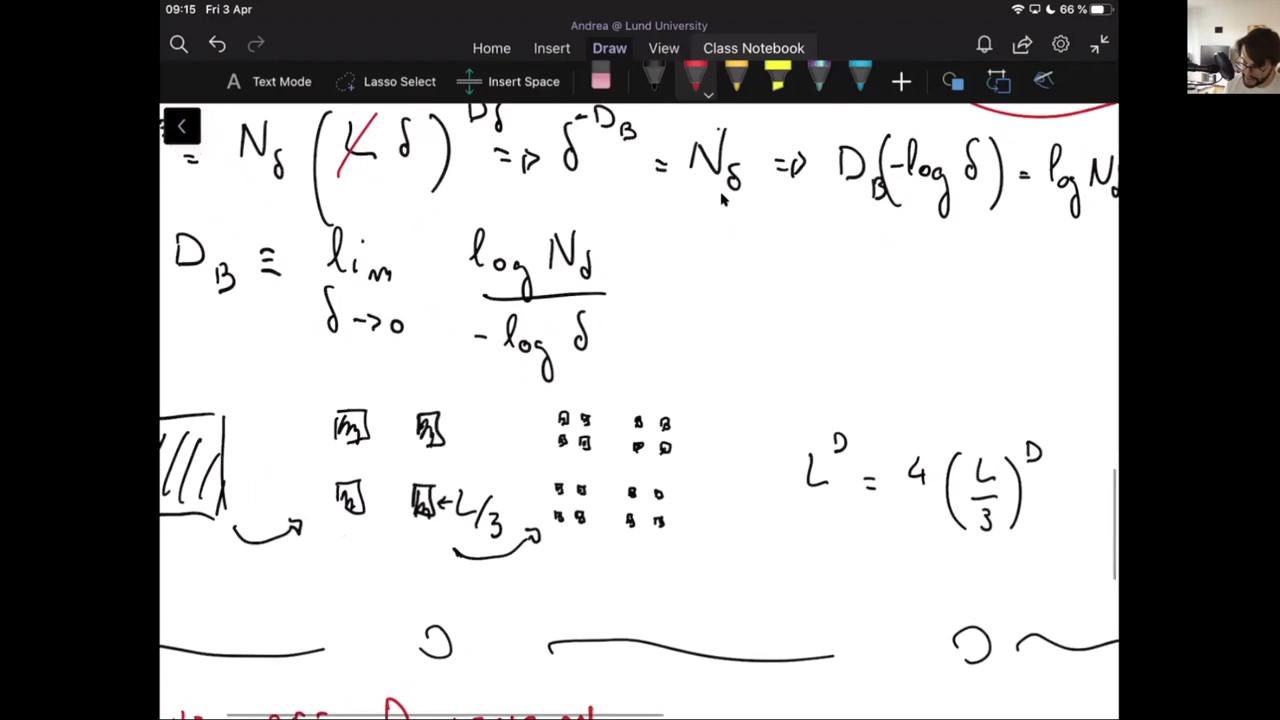 09:15 Fri 3 Apr
66 %
Andrea @ Lund University
Home Insert Draw View Class Notebook
Text Mode Lasso Select Insert Space
= N_δ (L δ)^D => δ^{-D_B} = N_δ => D_B(-log δ) = log N
D_B ≡ lim_{δ→0} log N_δ / -log δ
L/3
L^D = 4 (L/3)^D